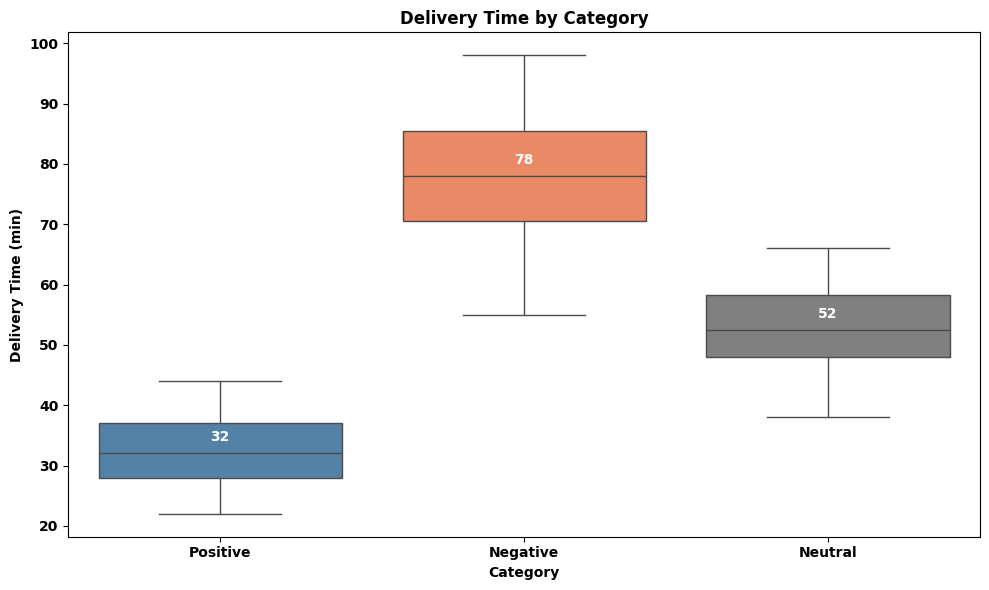 Delivery Time by Category
Delivery Time (min)
100
90
80
70
60
50
40
30
20
78
52
32
Positive
Negative
Neutral
Category